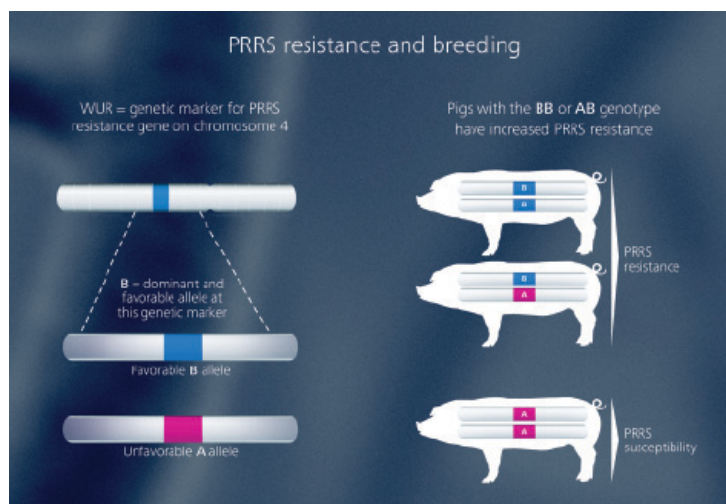 PRRS resistance and breeding
WUR = genetic marker for PRRS
resistance gene on chromosome 4
B – dominant and
favorable allele at
this genetic marker
Favorable B allele
Unfavorable A allele
Pigs with the BB or AB genotype
have increased PRRS resistance
B
B
A
PRRS
resistance
A
A
PRRS
susceptibility